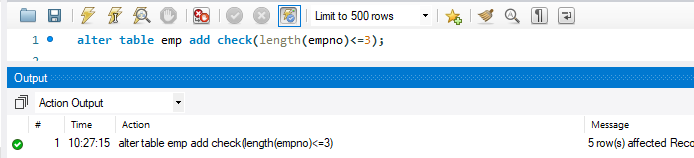 Limit to 500 rows
1 alter table emp add check(length(empno)<=3);
Output
Action Output
# Time Action Message
1 10:27:15 alter table emp add check(length(empno)<=3) 5 row(s) affected Reco